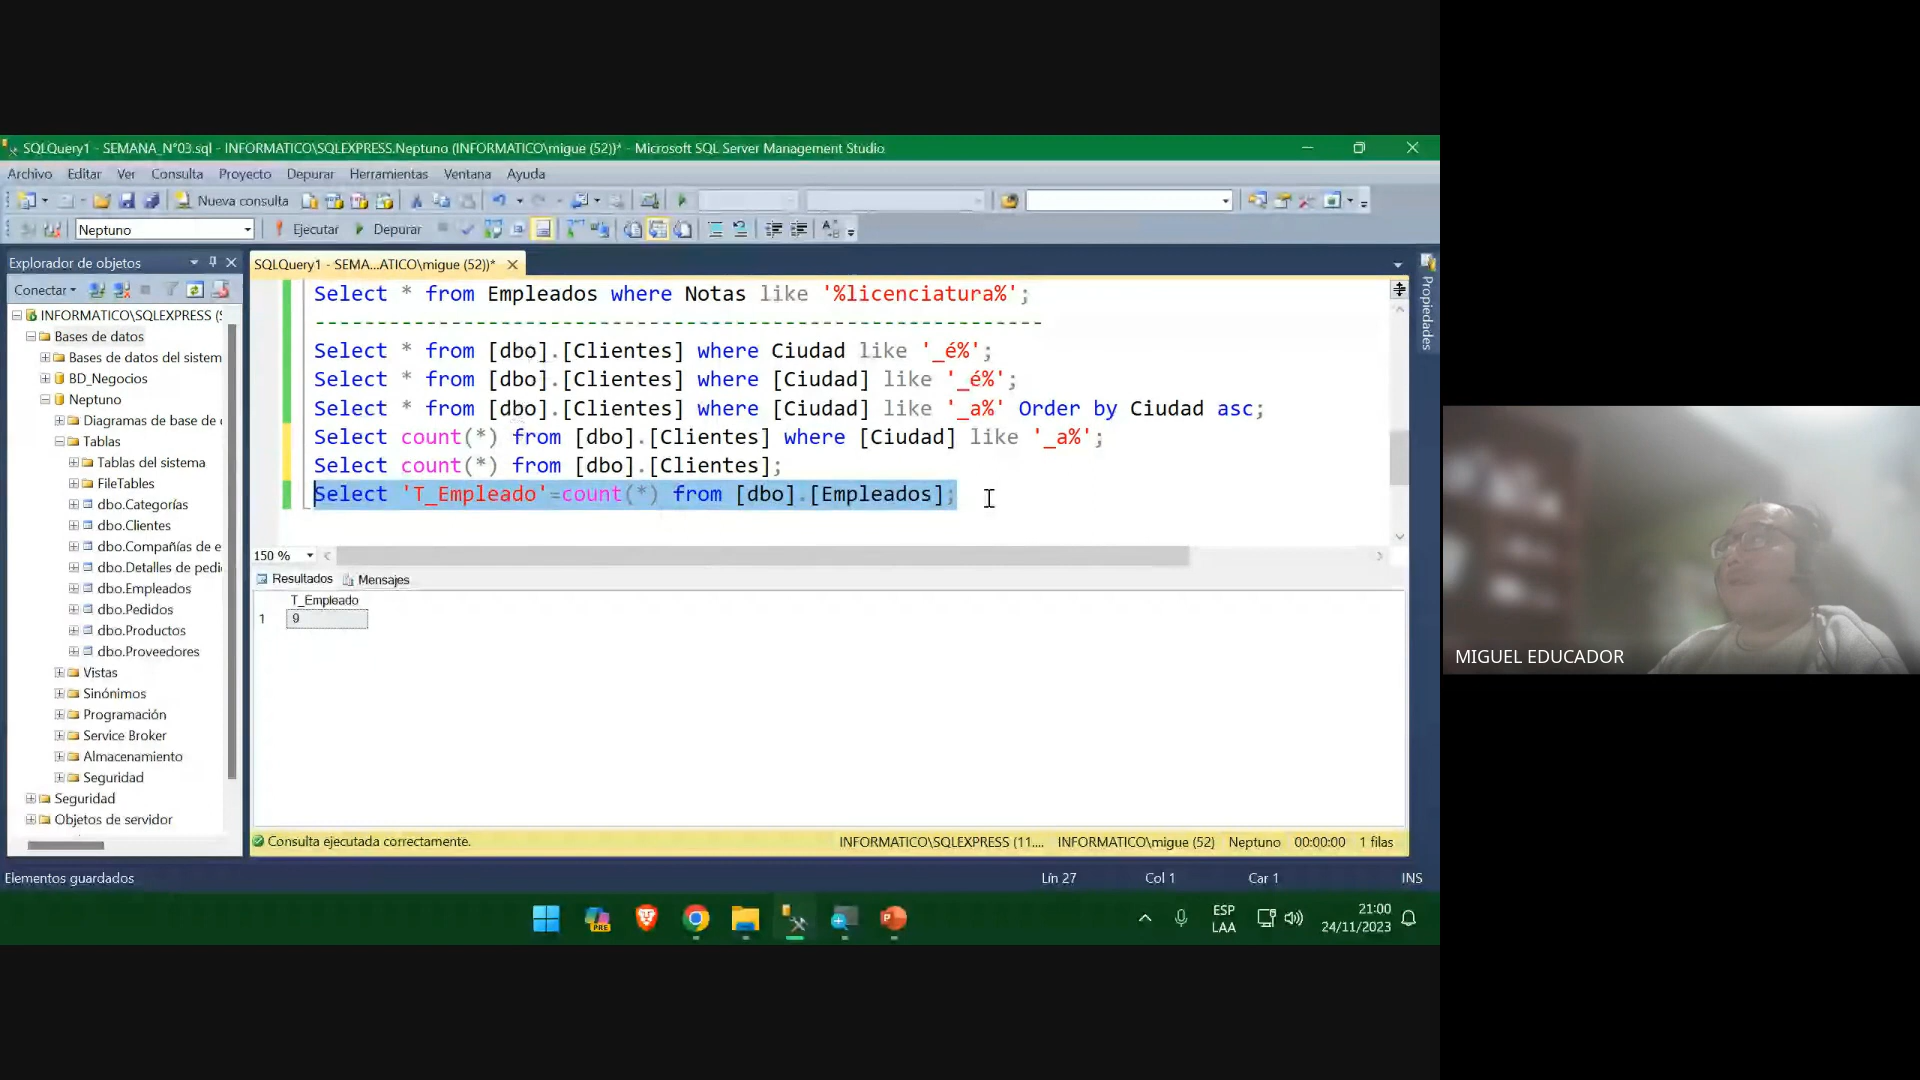 SQLQuery1 - SEMANA_N°03.sql - INFORMATICO\SQLEXPRESS.Neptuno (INFORMATICO\migue (52))* - Microsoft SQL Server Management Studio
Archivo Editar Ver Consulta Proyecto Depurar Herramientas Ventana Ayuda
Nueva consulta
Neptuno Ejecutar Depurar
Explorador de objetos
SQLQuery1 - SEMA...ATICO\migue (52))*
Conectar
INFORMATICO\SQLEXPRESS (
Bases de datos
Bases de datos del sistem
BD_Negocios
Neptuno
Diagramas de base de
Tablas
Tablas del sistema
FileTables
dbo.Categorías
dbo.Clientes
dbo.Compañías de e
dbo.Detalles de pedi
dbo.Empleados
dbo.Pedidos
dbo.Productos
dbo.Proveedores
Vistas
Sinónimos
Programación
Service Broker
Almacenamiento
Seguridad
Seguridad
Objetos de servidor
Select * from Empleados where Notas like '%licenciatura%';
-----------------------------------------------------------
Select * from [dbo].[Clientes] where Ciudad like '_é%';
Select * from [dbo].[Clientes] where [Ciudad] like '_é%';
Select * from [dbo].[Clientes] where [Ciudad] like '_a%' Order by Ciudad asc;
Select count(*) from [dbo].[Clientes] where [Ciudad] like '_a%';
Select count(*) from [dbo].[Clientes];
Select 'T_Empleado'=count(*) from [dbo].[Empleados];
Propiedades
150 %
Resultados Mensajes
T_Empleado
1 9
Consulta ejecutada correctamente. INFORMATICO\SQLEXPRESS (11.... INFORMATICO\migue (52) Neptuno 00:00:00 1 filas
Elementos guardados Lín 27 Col 1 Car 1 INS
PRE
ESP
LAA
21:00
24/11/2023
MIGUEL EDUCADOR